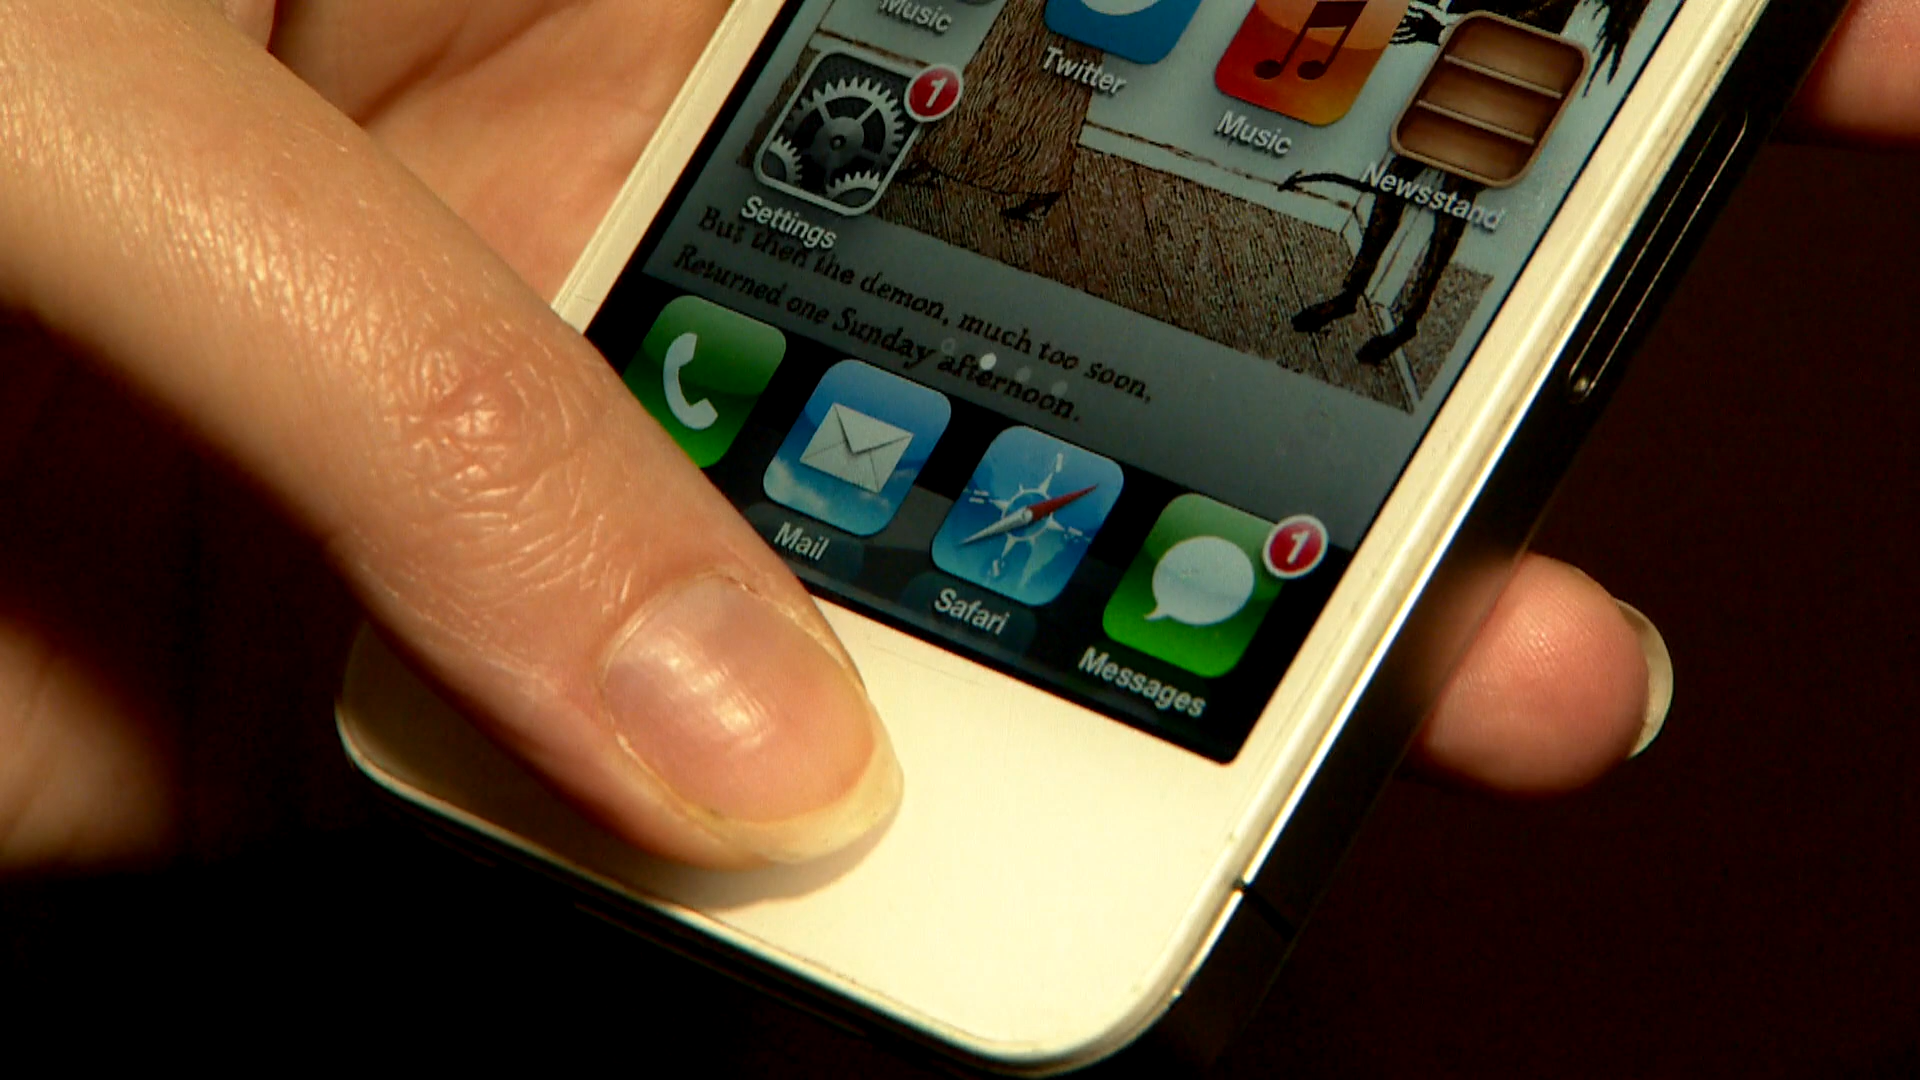 Music
Twitter
Music
Newsstand
1
Settings
But then the demon, much too soon,
Returned one Sunday afternoon.
Mail
Safari
1
Messages